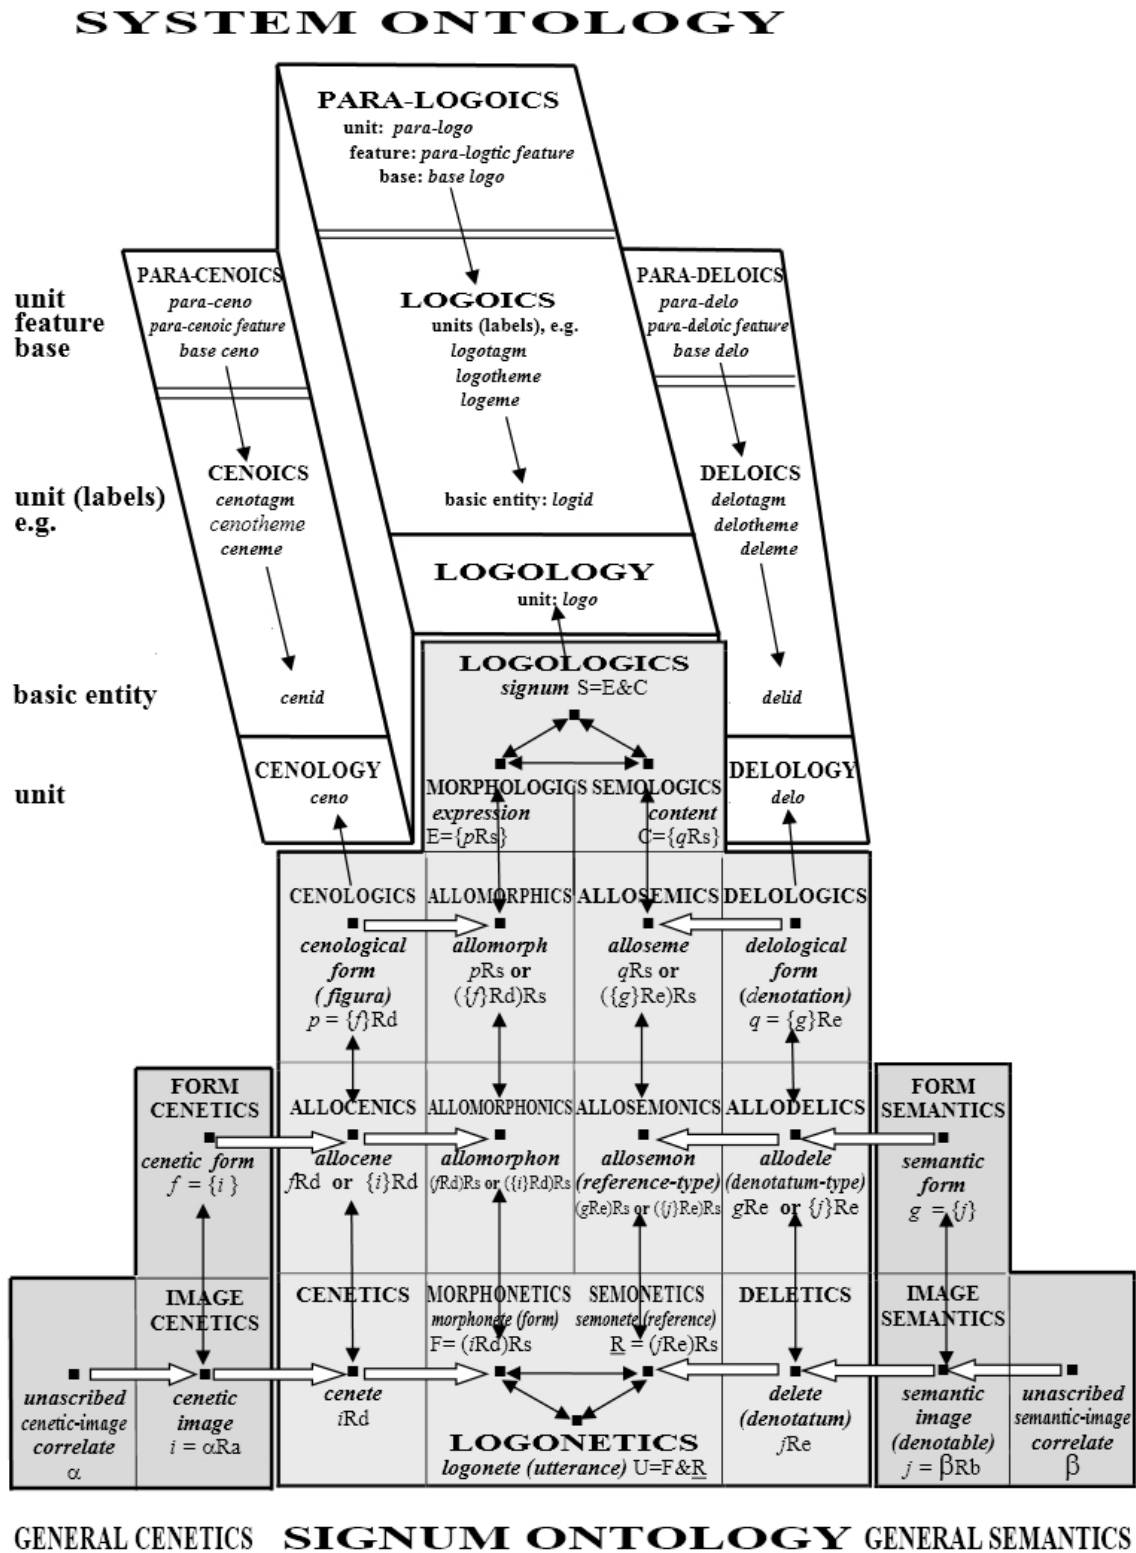 SYSTEM ONTOLOGY
PARA-LOGOICS
unit: para-logo
feature: para-logtic feature
base: base logo
unit
feature
base
PARA-CENOICS
para-ceno
para-cenoic feature
base ceno
LOGOICS
units (labels), e.g.
logotagm
logotheme
logeme
basic entity: logid
PARA-DELOICS
para-delo
para-deloic feature
base delo
unit (labels)
e.g.
CENOICS
cenotagm
cenotheme
ceneme
DELOICS
delotagm
delotheme
deleme
LOGOLOGY
unit: logo
basic entity
cenid
delid
LOGOLOGICS
signum S=E&C
unit
CENOLOGY
ceno
DELOLOGY
delo
MORPHOLOGICS
expression
E={pRs}
SEMOLOGICS
content
C={qRs}
CENOLOGICS
cenological
form
(figura)
p = {f}Rd
ALLOMORPHICS
allomorph
pRs or
({f}Rd)Rs
ALLOSEMICS
alloseme
qRs or
({g}Re)Rs
DELOLOGICS
delological
form
(denotation)
q = {g}Re
FORM
CENETICS
cenetic form
f = {i }
ALLOCENICS
allocene
fRd or {i}Rd
ALLOMORPHONICS
allomorphon
(fRd)Rs or ({i}Rd)Rs
ALLOSEMONICS
allosemon
(reference-type)
(gRe)Rs or ({j}Re)Rs
ALLODELICS
allodele
(denotatum-type)
gRe or {j}Re
FORM
SEMANTICS
semantic
form
g = {j}
unascribed
cenetic-image
correlate
α
IMAGE
CENETICS
cenetic
image
i = αRa
CENETICS
cenete
iRd
MORPHONETICS
morphonete (form)
F= (iRd)Rs
SEMONETICS
semonete (reference)
R = (jRe)Rs
LOGONETICS
logonete (utterance) U=F&R
DELETICS
delete
(denotatum)
jRe
IMAGE
SEMANTICS
semantic
image
(denotable)
j = βRb
unascribed
semantic-image
correlate
β
GENERAL CENETICS SIGNUM ONTOLOGY GENERAL SEMANTICS